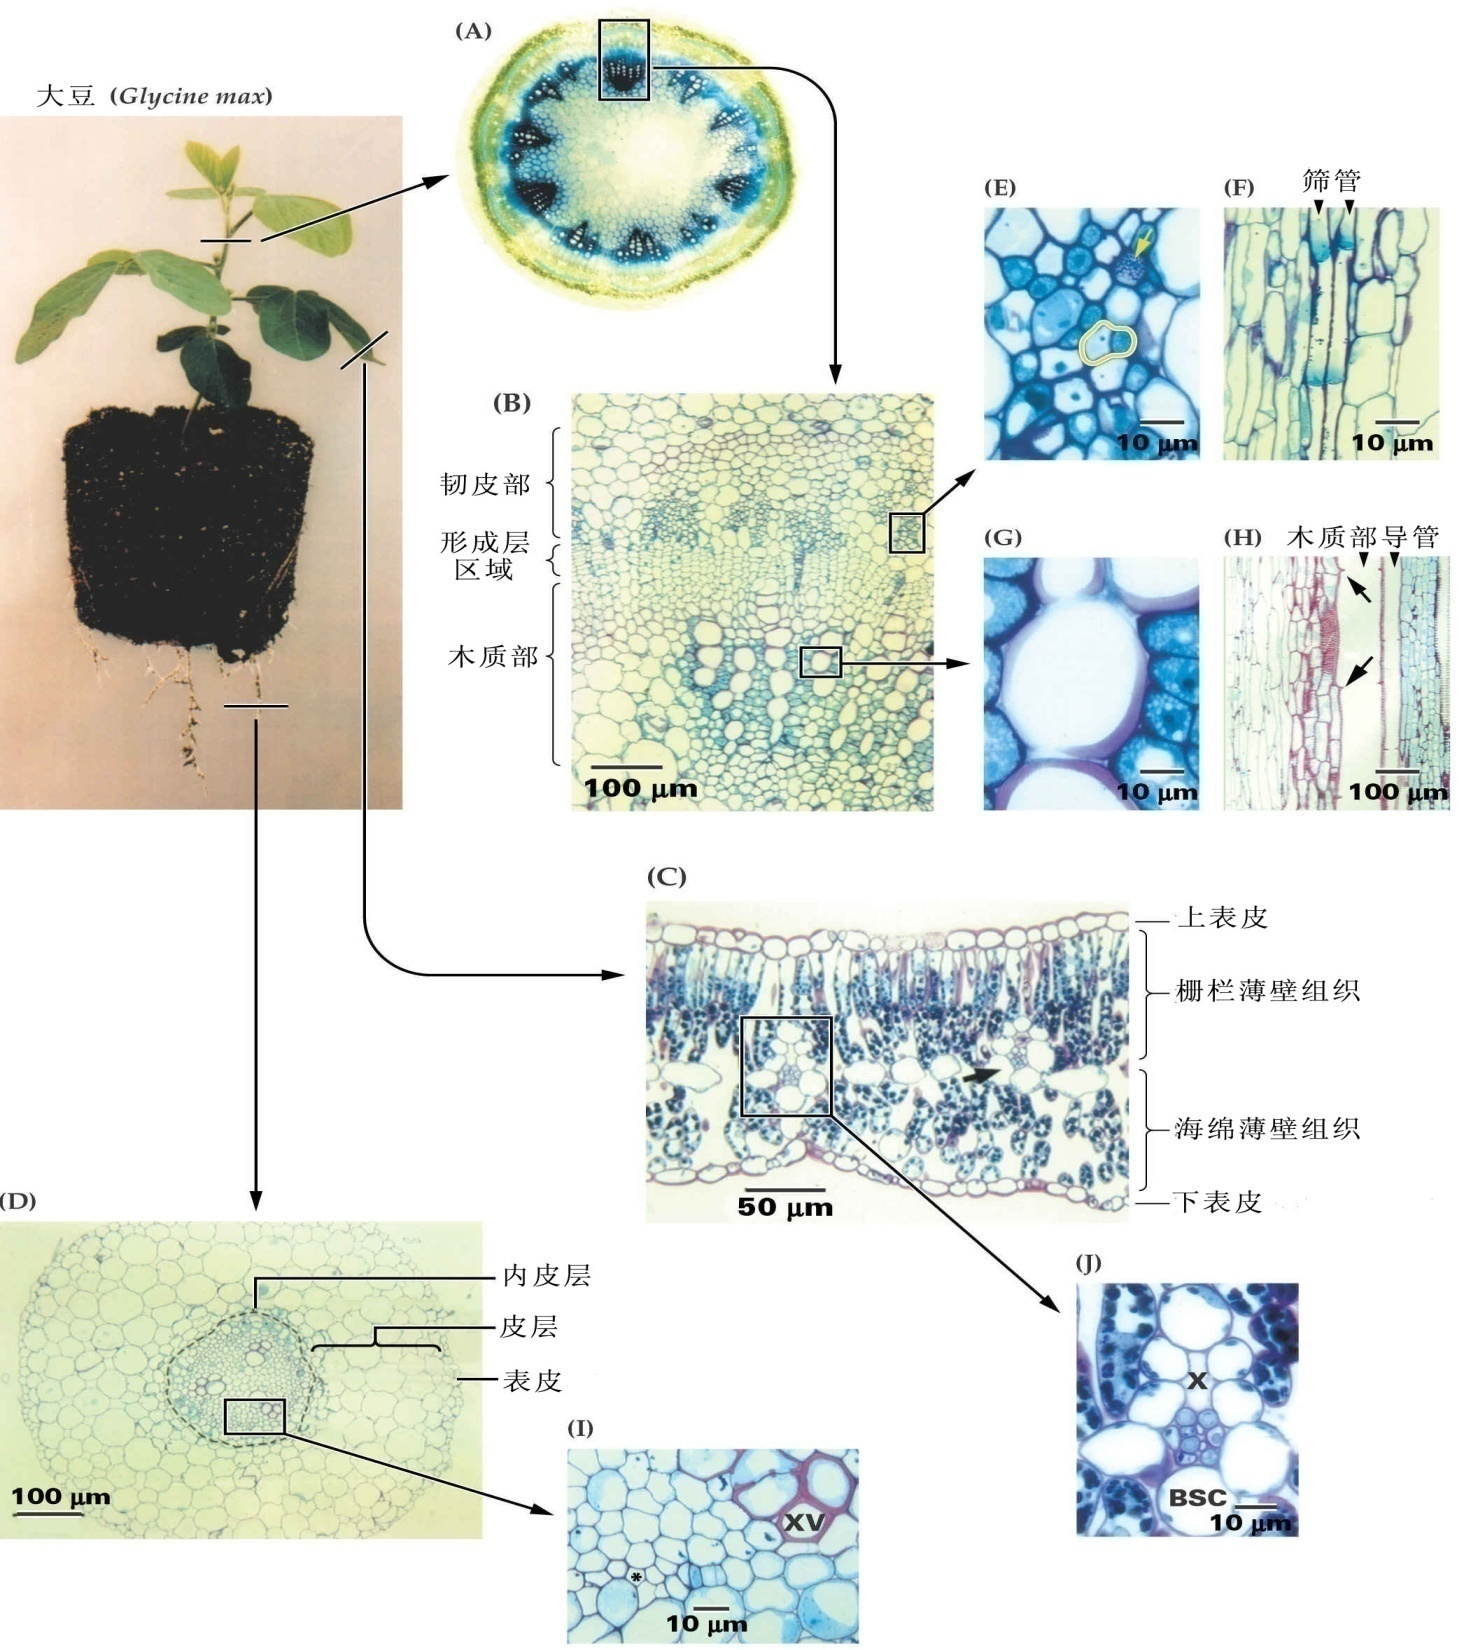 (A)
大豆 (Glycine max)
(E)
(F)
筛管
10 μm
10 μm
(B)
韧皮部
形成层
区域
木质部
100 μm
(G)
10 μm
(H)
木质部导管
100 μm
(C)
上表皮
栅栏薄壁组织
海绵薄壁组织
下表皮
50 μm
(D)
内皮层
皮层
表皮
100 μm
(I)
XV
*
10 μm
(J)
X
BSC
10 μm